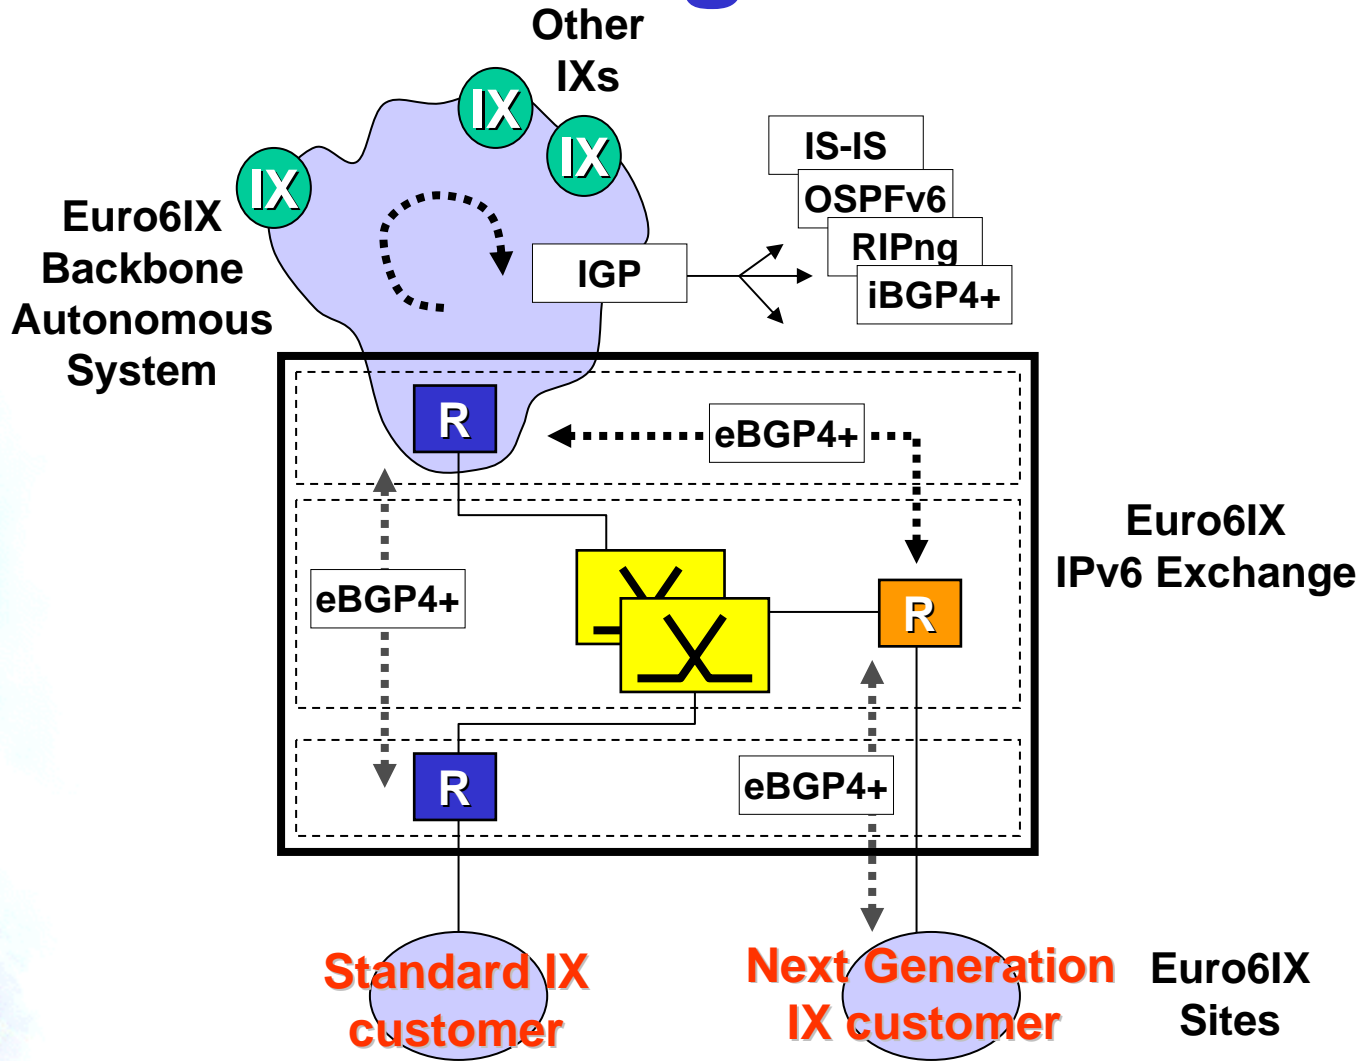 Other
IXs
IX
IX
IX
IS-IS
OSPFv6
RIPng
iBGP4+
IGP
Euro6IX
Backbone
Autonomous
System
R
eBGP4+
Euro6IX
IPv6 Exchange
eBGP4+
R
R
eBGP4+
Standard IX
customer
Next Generation
IX customer
Euro6IX
Sites